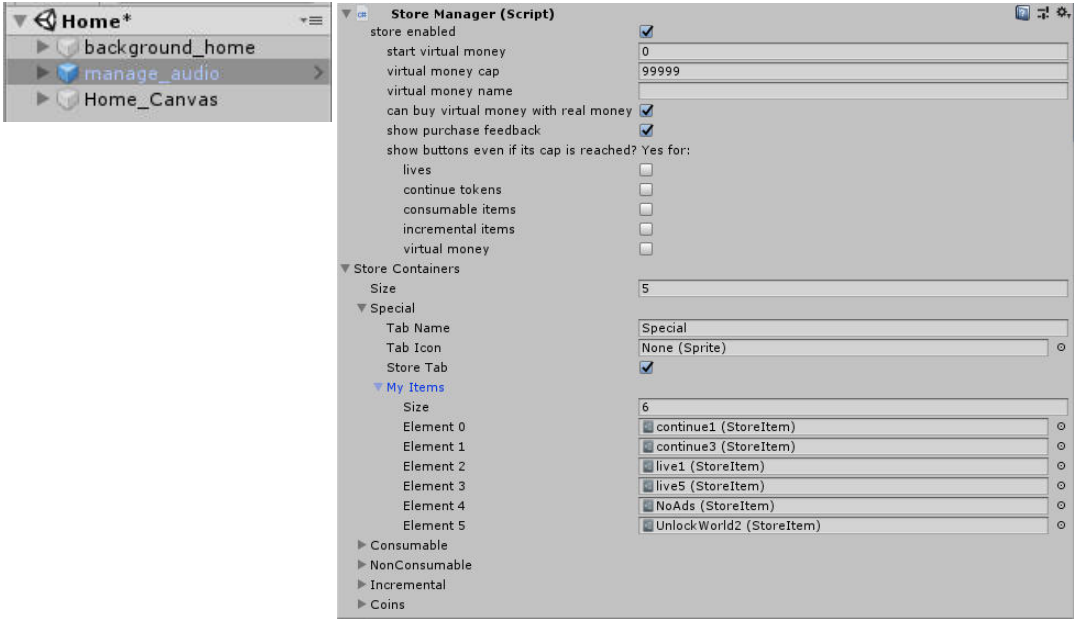 Home*
background_home
manage_audio
Home_Canvas
Store Manager (Script)
store enabled
start virtual money 0
virtual money cap 99999
virtual money name
can buy virtual money with real money
show purchase feedback
show buttons even if its cap is reached? Yes for:
lives
continue tokens
consumable items
incremental items
virtual money
Store Containers
Size 5
Special
Tab Name Special
Tab Icon None (Sprite)
Store Tab
My Items
Size 6
Element 0 continue1 (StoreItem)
Element 1 continue3 (StoreItem)
Element 2 live1 (StoreItem)
Element 3 live5 (StoreItem)
Element 4 NoAds (StoreItem)
Element 5 UnlockWorld2 (StoreItem)
Consumable
NonConsumable
Incremental
Coins